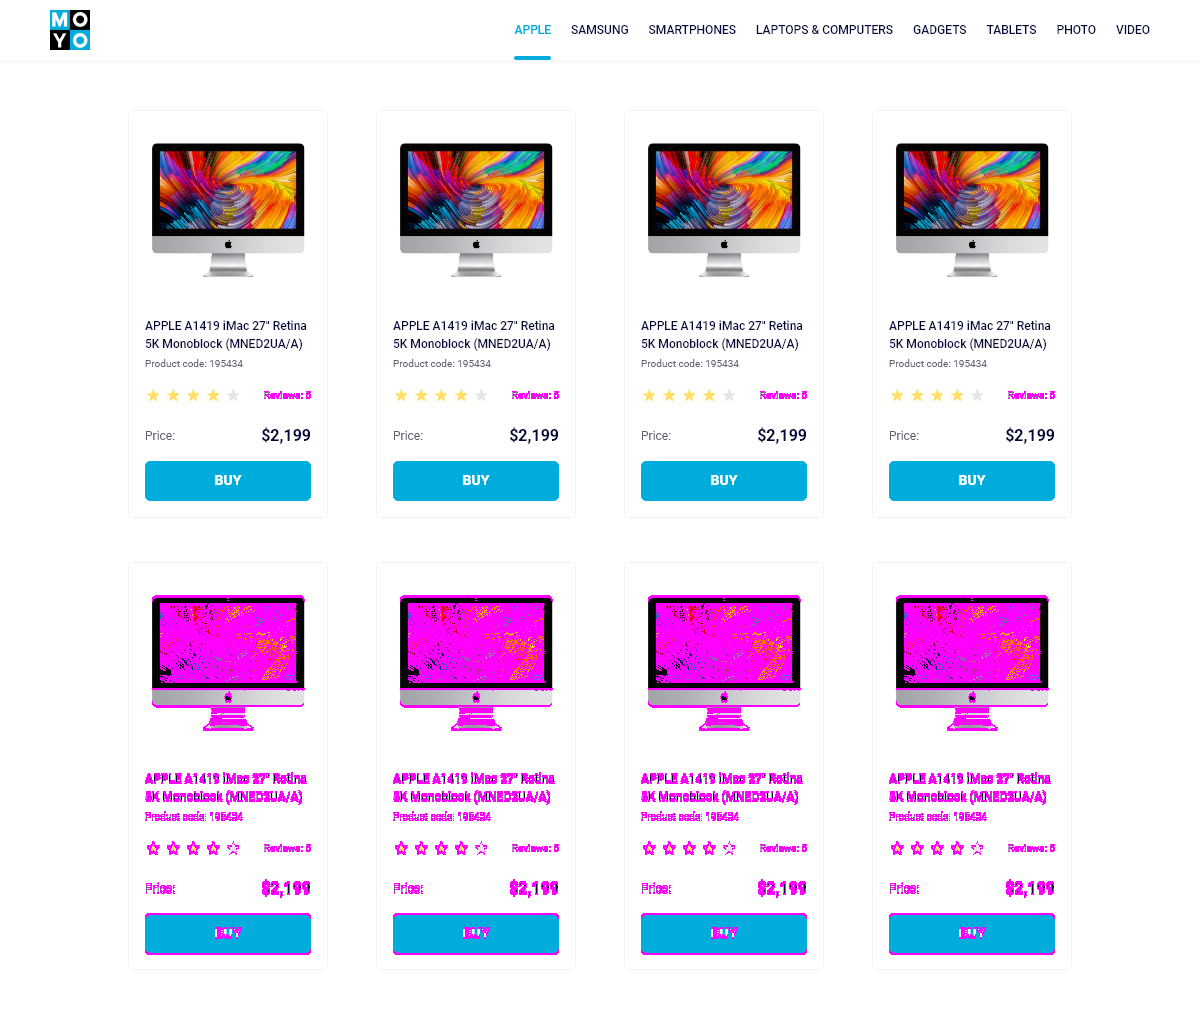 MO
YO
APPLE SAMSUNG SMARTPHONES LAPTOPS & COMPUTERS GADGETS TABLETS PHOTO VIDEO
APPLE A1419 iMac 27" Retina
5K Monoblock (MNED2UA/A)
Product code: 195434
Reviews: 5
Price: $2,199
BUY
APPLE A1419 iMac 27" Retina
5K Monoblock (MNED2UA/A)
Product code: 195434
Reviews: 5
Price: $2,199
BUY
APPLE A1419 iMac 27" Retina
5K Monoblock (MNED2UA/A)
Product code: 195434
Reviews: 5
Price: $2,199
BUY
APPLE A1419 iMac 27" Retina
5K Monoblock (MNED2UA/A)
Product code: 195434
Reviews: 5
Price: $2,199
BUY
APPLE A1419 iMac 27" Retina
5K Monoblock (MNED2UA/A)
Product code: 195434
Reviews: 5
Price: $2,199
BUY
APPLE A1419 iMac 27" Retina
5K Monoblock (MNED2UA/A)
Product code: 195434
Reviews: 5
Price: $2,199
BUY
APPLE A1419 iMac 27" Retina
5K Monoblock (MNED2UA/A)
Product code: 195434
Reviews: 5
Price: $2,199
BUY
APPLE A1419 iMac 27" Retina
5K Monoblock (MNED2UA/A)
Product code: 195434
Reviews: 5
Price: $2,199
BUY